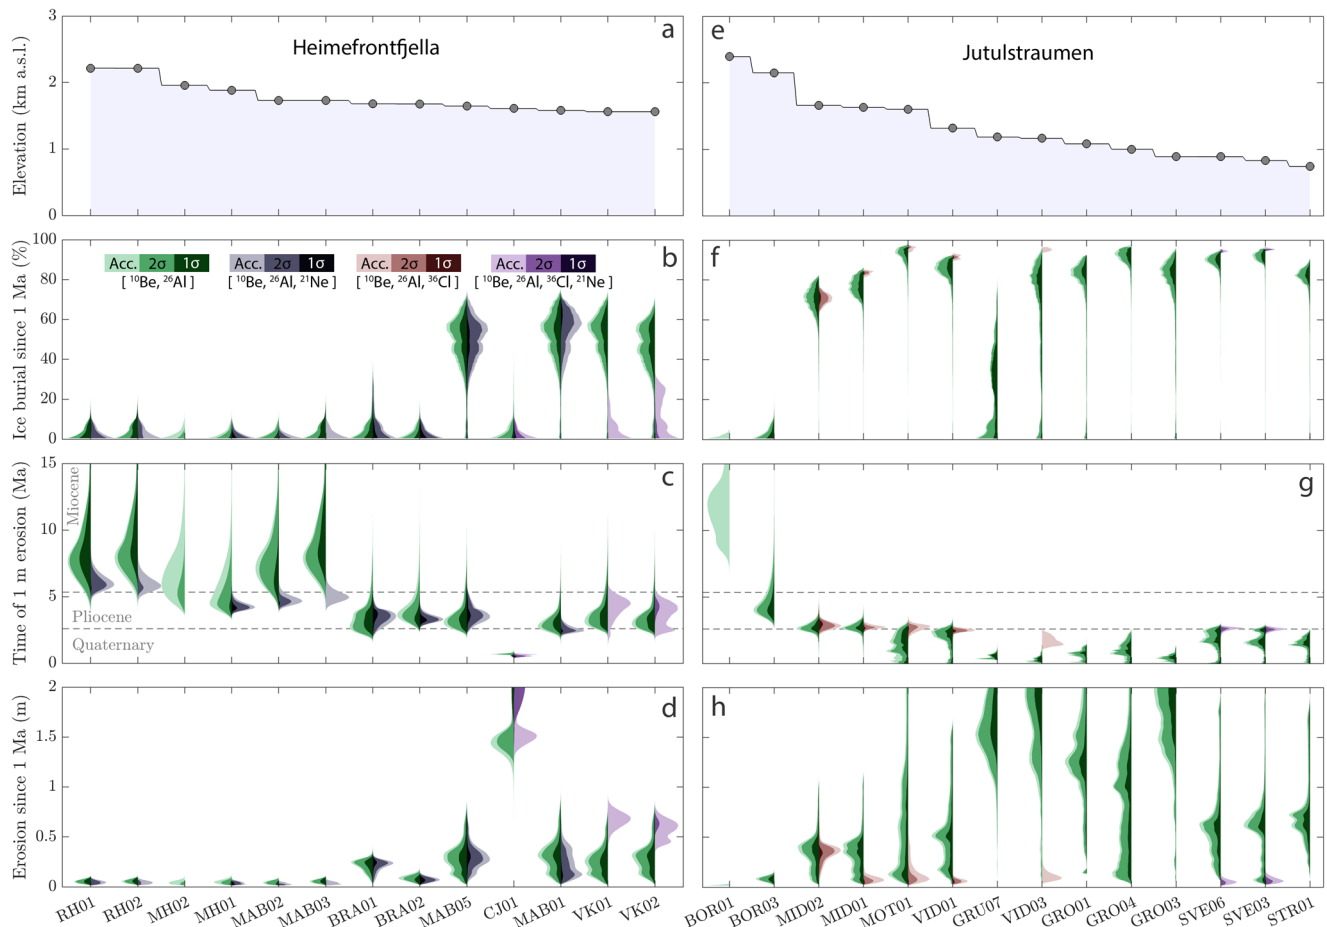 a
Heimefrontfjella
Elevation (km a.s.l.)
3
2
1
0
e
Jutulstraumen
b
Ice burial since 1 Ma (%)
100
80
60
40
20
0
Acc. 2σ 1σ
[ ¹⁰Be, ²⁶Al ]
Acc. 2σ 1σ
[ ¹⁰Be, ²⁶Al, ²¹Ne ]
Acc. 2σ 1σ
[ ¹⁰Be, ²⁶Al, ³⁶Cl ]
Acc. 2σ 1σ
[ ¹⁰Be, ²⁶Al, ³⁶Cl, ²¹Ne ]
f
c
Time of 1 m erosion (Ma)
15
10
5
0
Miocene
Pliocene
Quaternary
g
d
Erosion since 1 Ma (m)
2
1.5
1
0.5
0
h
RH01
RH02
MH02
MH01
MAB02
MAB03
BRA01
BRA02
MAB05
CJ01
MAB01
VK01
VK02
BOR01
BOR03
MID02
MID01
MOT01
VID01
GRU07
VID03
GRO01
GRO04
GRO03
SVE06
SVE03
STR01